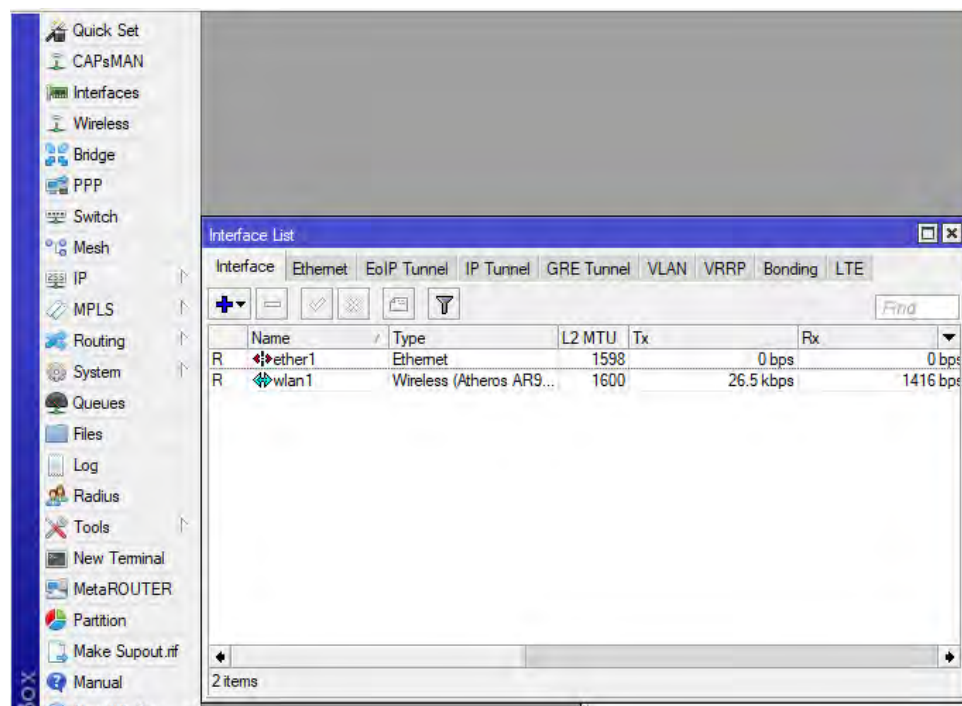 Quick Set
CAPsMAN
Interfaces
Wireless
Bridge
PPP
Switch
Mesh
IP
MPLS
Routing
System
Queues
Files
Log
Radius
Tools
New Terminal
MetaROUTER
Partition
Make Supout.rif
Manual
Interface List
Interface Ethernet EoIP Tunnel IP Tunnel GRE Tunnel VLAN VRRP Bonding LTE
Find
Name / Type L2 MTU Tx Rx
R ether1 Ethernet 1598 0 bps 0 bps
R wlan1 Wireless (Atheros AR9... 1600 26.5 kbps 1416 bps
2 items